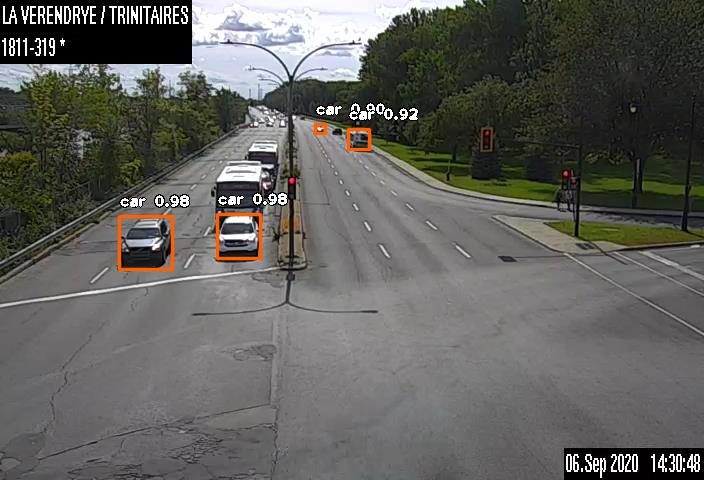 LA VERENDRYE / TRINITAIRES
1811-319 *
car 0.90
car 0.92
car 0.98
car 0.98
06.Sep 2020 14:30:48